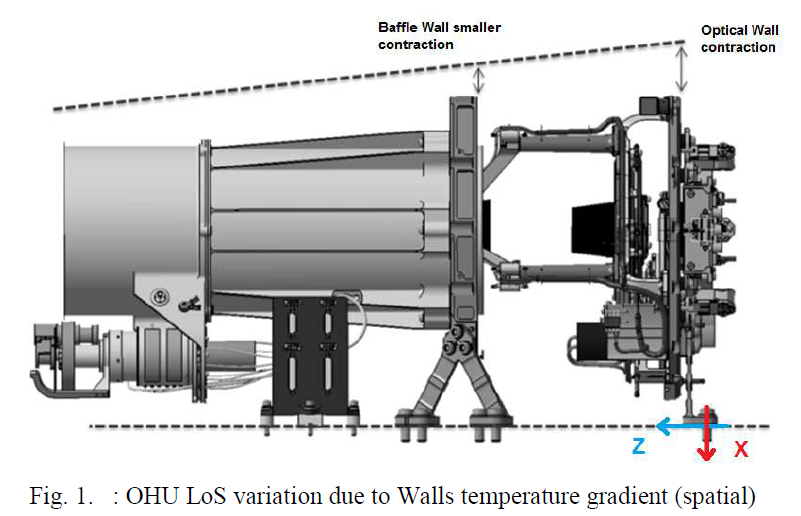 Baffle Wall smaller
contraction
Optical Wall
contraction
Z
X
Fig. 1. : OHU LoS variation due to Walls temperature gradient (spatial)